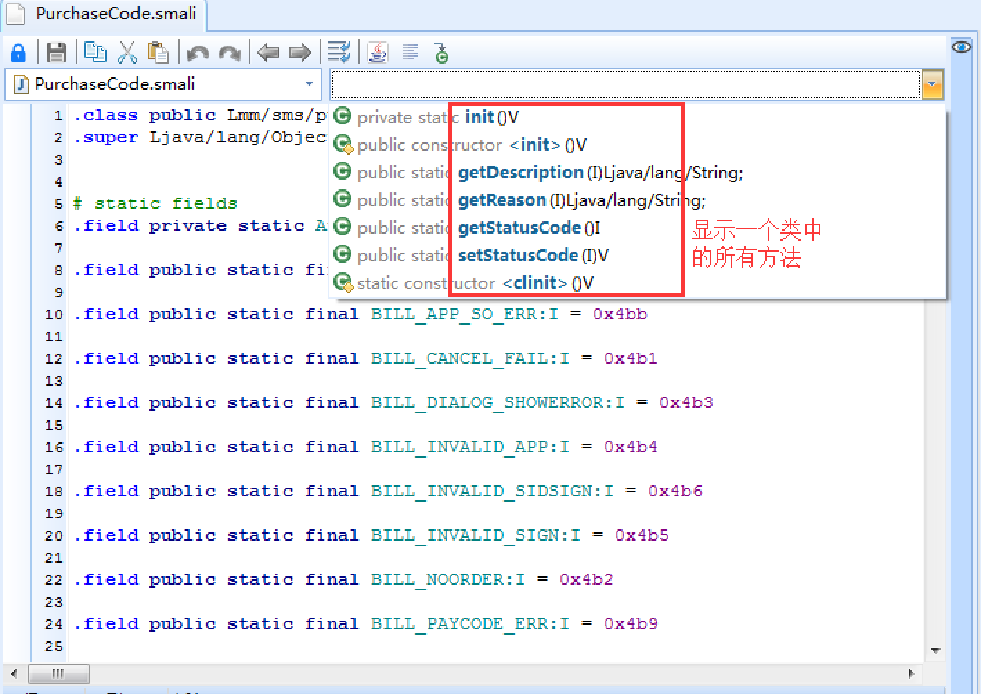 PurchaseCode.smali
PurchaseCode.smali
1 .class public Lmm/sms/p
2 .super Ljava/lang/Objec
3
4
5 # static fields
6 .field private static A
7
8 .field public static fi
9
10 .field public static final BILL_APP_SO_ERR:I = 0x4bb
11
12 .field public static final BILL_CANCEL_FAIL:I = 0x4b1
13
14 .field public static final BILL_DIALOG_SHOWERROR:I = 0x4b3
15
16 .field public static final BILL_INVALID_APP:I = 0x4b4
17
18 .field public static final BILL_INVALID_SIDSIGN:I = 0x4b6
19
20 .field public static final BILL_INVALID_SIGN:I = 0x4b5
21
22 .field public static final BILL_NOORDER:I = 0x4b2
23
24 .field public static final BILL_PAYCODE_ERR:I = 0x4b9
25
private static init()V
public constructor <init>()V
public static getDescription(I)Ljava/lang/String;
public static getReason(I)Ljava/lang/String;
public static getStatusCode()I
public static setStatusCode(I)V
static constructor <clinit>()V
显示一个类中
的所有方法